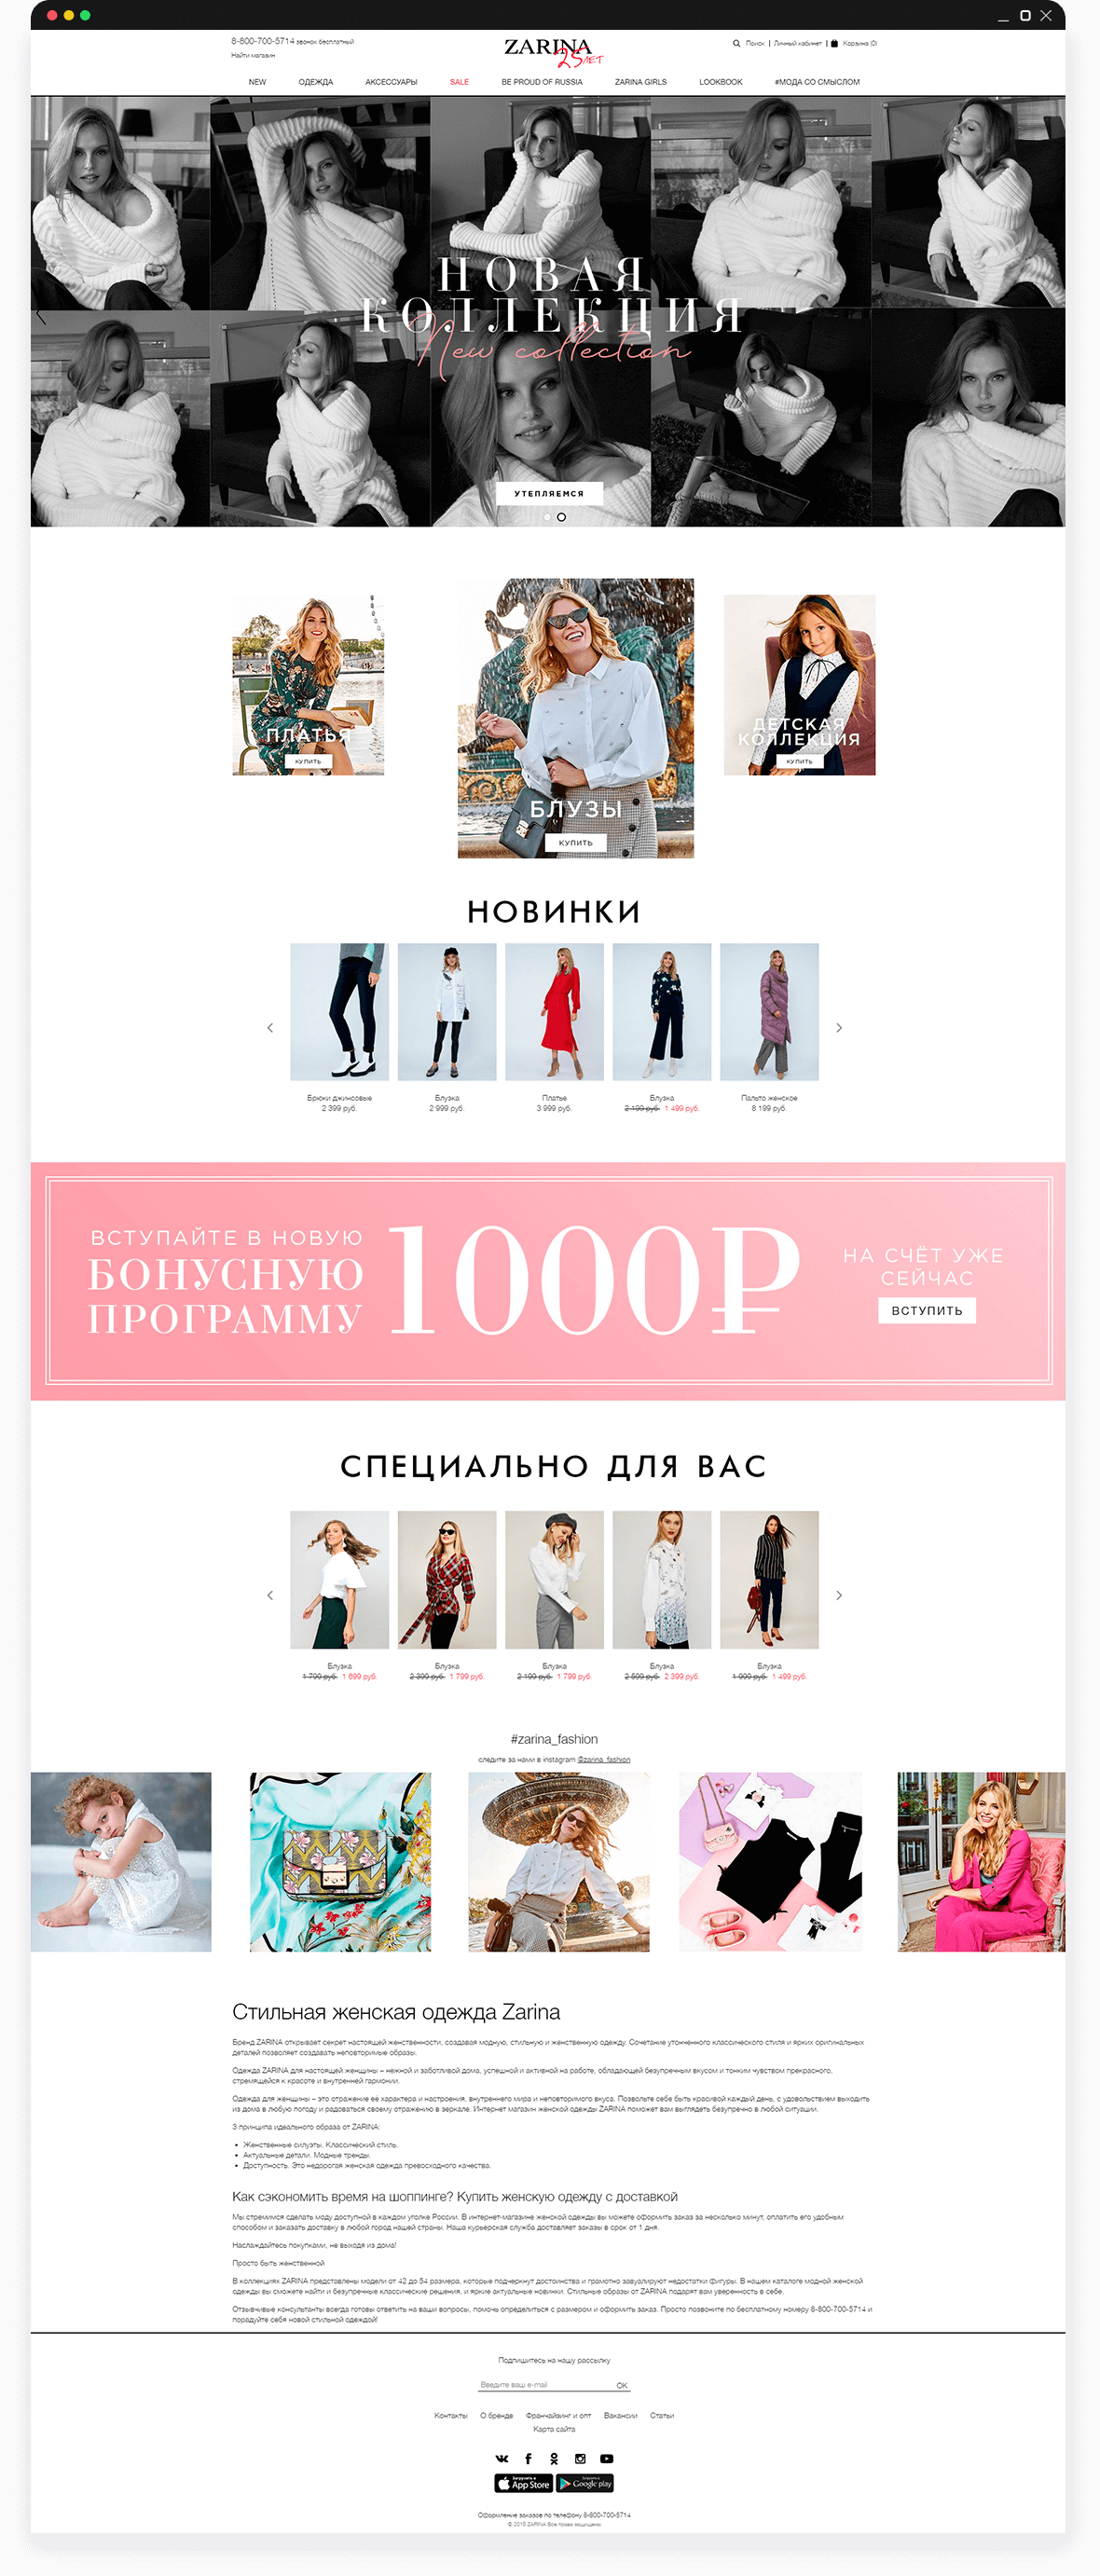 8-800-700-5714 звонок бесплатный
Найти магазин
ZARINA
25 лет
Поиск | Личный кабинет | Корзина (0)
NEW ОДЕЖДА АКСЕССУАРЫ SALE BE PROUD OF RUSSIA ZARINA GIRLS LOOKBOOK #МОДА СО СМЫСЛОМ
НОВАЯ
КОЛЛЕКЦИЯ
New collection
УТЕПЛЯЕМСЯ
ПЛАТЬЯ
КУПИТЬ
БЛУЗЫ
КУПИТЬ
ДЕТСКАЯ
КОЛЛЕКЦИЯ
КУПИТЬ
НОВИНКИ
Брюки джинсовые
2 399 руб.
Блузка
2 999 руб.
Платье
3 999 руб.
Блузка
2 199 руб. 1 499 руб.
Пальто женское
8 199 руб.
ВСТУПАЙТЕ В НОВУЮ
БОНУСНУЮ
ПРОГРАММУ
1000₽
НА СЧЁТ УЖЕ
СЕЙЧАС
ВСТУПИТЬ
СПЕЦИАЛЬНО ДЛЯ ВАС
Блузка
1 799 руб. 1 699 руб.
Блузка
2 399 руб. 1 799 руб.
Блузка
2 199 руб. 1 799 руб.
Блузка
2 599 руб. 2 399 руб.
Блузка
1 999 руб. 1 499 руб.
#zarina_fashion
следите за нами в instagram @zarina_fashion
Стильная женская одежда Zarina
Бренд ZARINA открывает секрет настоящей женственности, создавая модную, стильную и женственную одежду. Сочетание утонченного классического стиля и ярких оригинальных
деталей позволяет создавать неповторимые образы.
Одежда ZARINA для настоящей женщины – нежной и заботливой дома, успешной и активной на работе, обладающей безупречным вкусом и тонким чувством прекрасного,
стремящейся к красоте и внутренней гармонии.
Одежда для женщины – это отражение её характера и настроения, внутреннего мира и неповторимого вкуса. Позвольте себе быть красивой каждый день, с удовольствием выходить
из дома в любую погоду и радоваться своему отражению в зеркале. Интернет магазин женской одежды ZARINA поможет вам выглядеть безупречно в любой ситуации.
3 принципа идеального образа от ZARINA:
• Женственные силуэты. Классический стиль.
• Актуальные детали. Модные тренды.
• Доступность. Это недорогая женская одежда превосходного качества.
Как сэкономить время на шоппинге? Купить женскую одежду с доставкой
Мы стремимся сделать моду доступной в каждом уголке России. В интернет-магазине женской одежды вы можете оформить заказ за несколько минут, оплатить его удобным
способом и заказать доставку в любой город нашей страны. Наша курьерская служба доставляет заказы в срок от 1 дня.
Наслаждайтесь покупками, не выходя из дома!
Просто быть женственной
В коллекциях ZARINA представлены модели от 42 до 54 размера, которые подчеркнут достоинства и грамотно завуалируют недостатки фигуры. В нашем каталоге модной женской
одежды вы сможете найти и безупречные классические решения, и яркие актуальные новинки. Стильные образы от ZARINA подарят вам уверенность в себе.
Отзывчивые консультанты всегда готовы ответить на ваши вопросы, помочь определиться с размером и оформить заказ. Просто позвоните по бесплатному номеру 8-800-700-5714 и
порадуйте себя новой стильной одеждой!
Подпишитесь на нашу рассылку
Введите ваш e-mail OK
Контакты О бренде Франчайзинг и опт Вакансии Статьи
Карта сайта
Загрузите в
App Store
Загрузите в
Google play
Оформление заказов по телефону 8-800-700-5714
© 2018 ZARINA Все права защищены